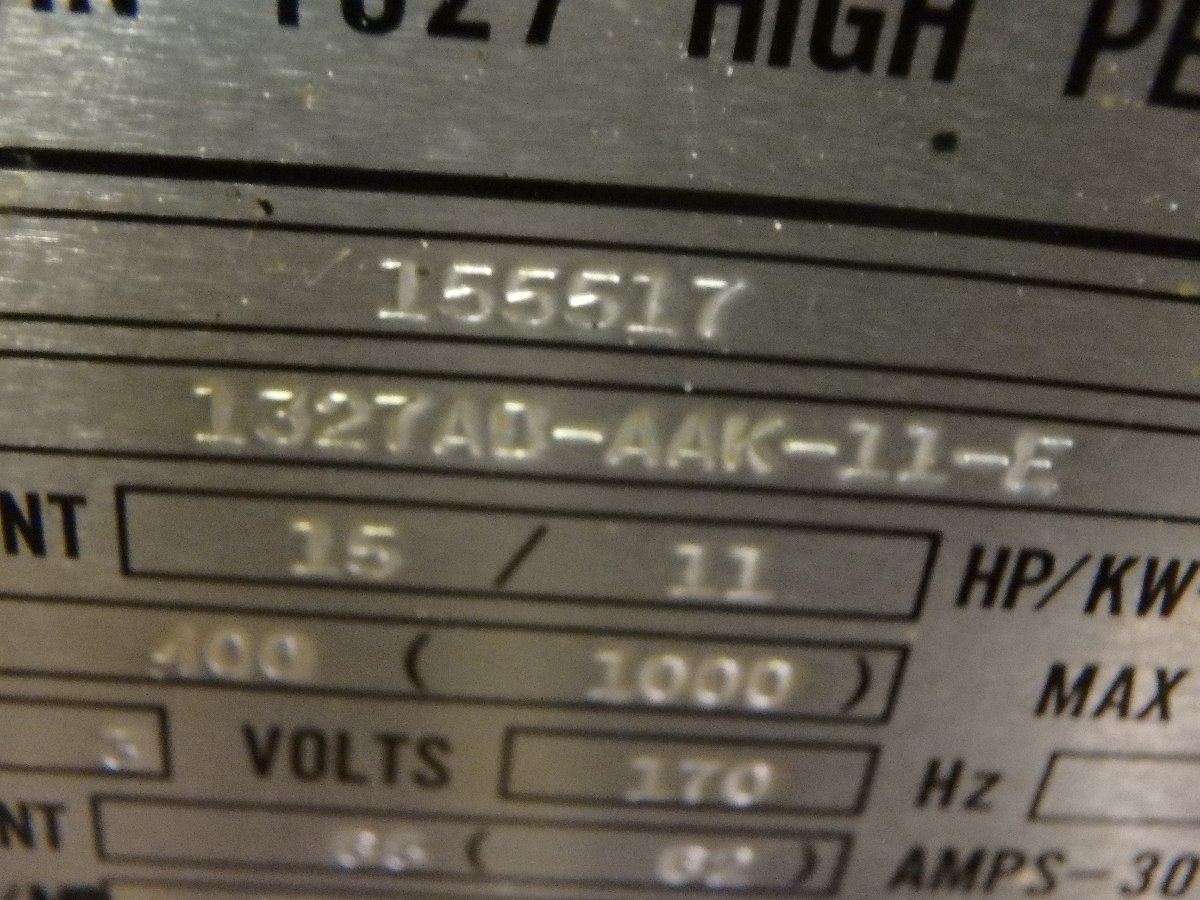 HIGH
155517
1327AD-AAK-11-E
NT 15 / 11 HP/KW
400 ( 1000 ) MAX
VOLTS 170 Hz
NT ( ) AMPS-30